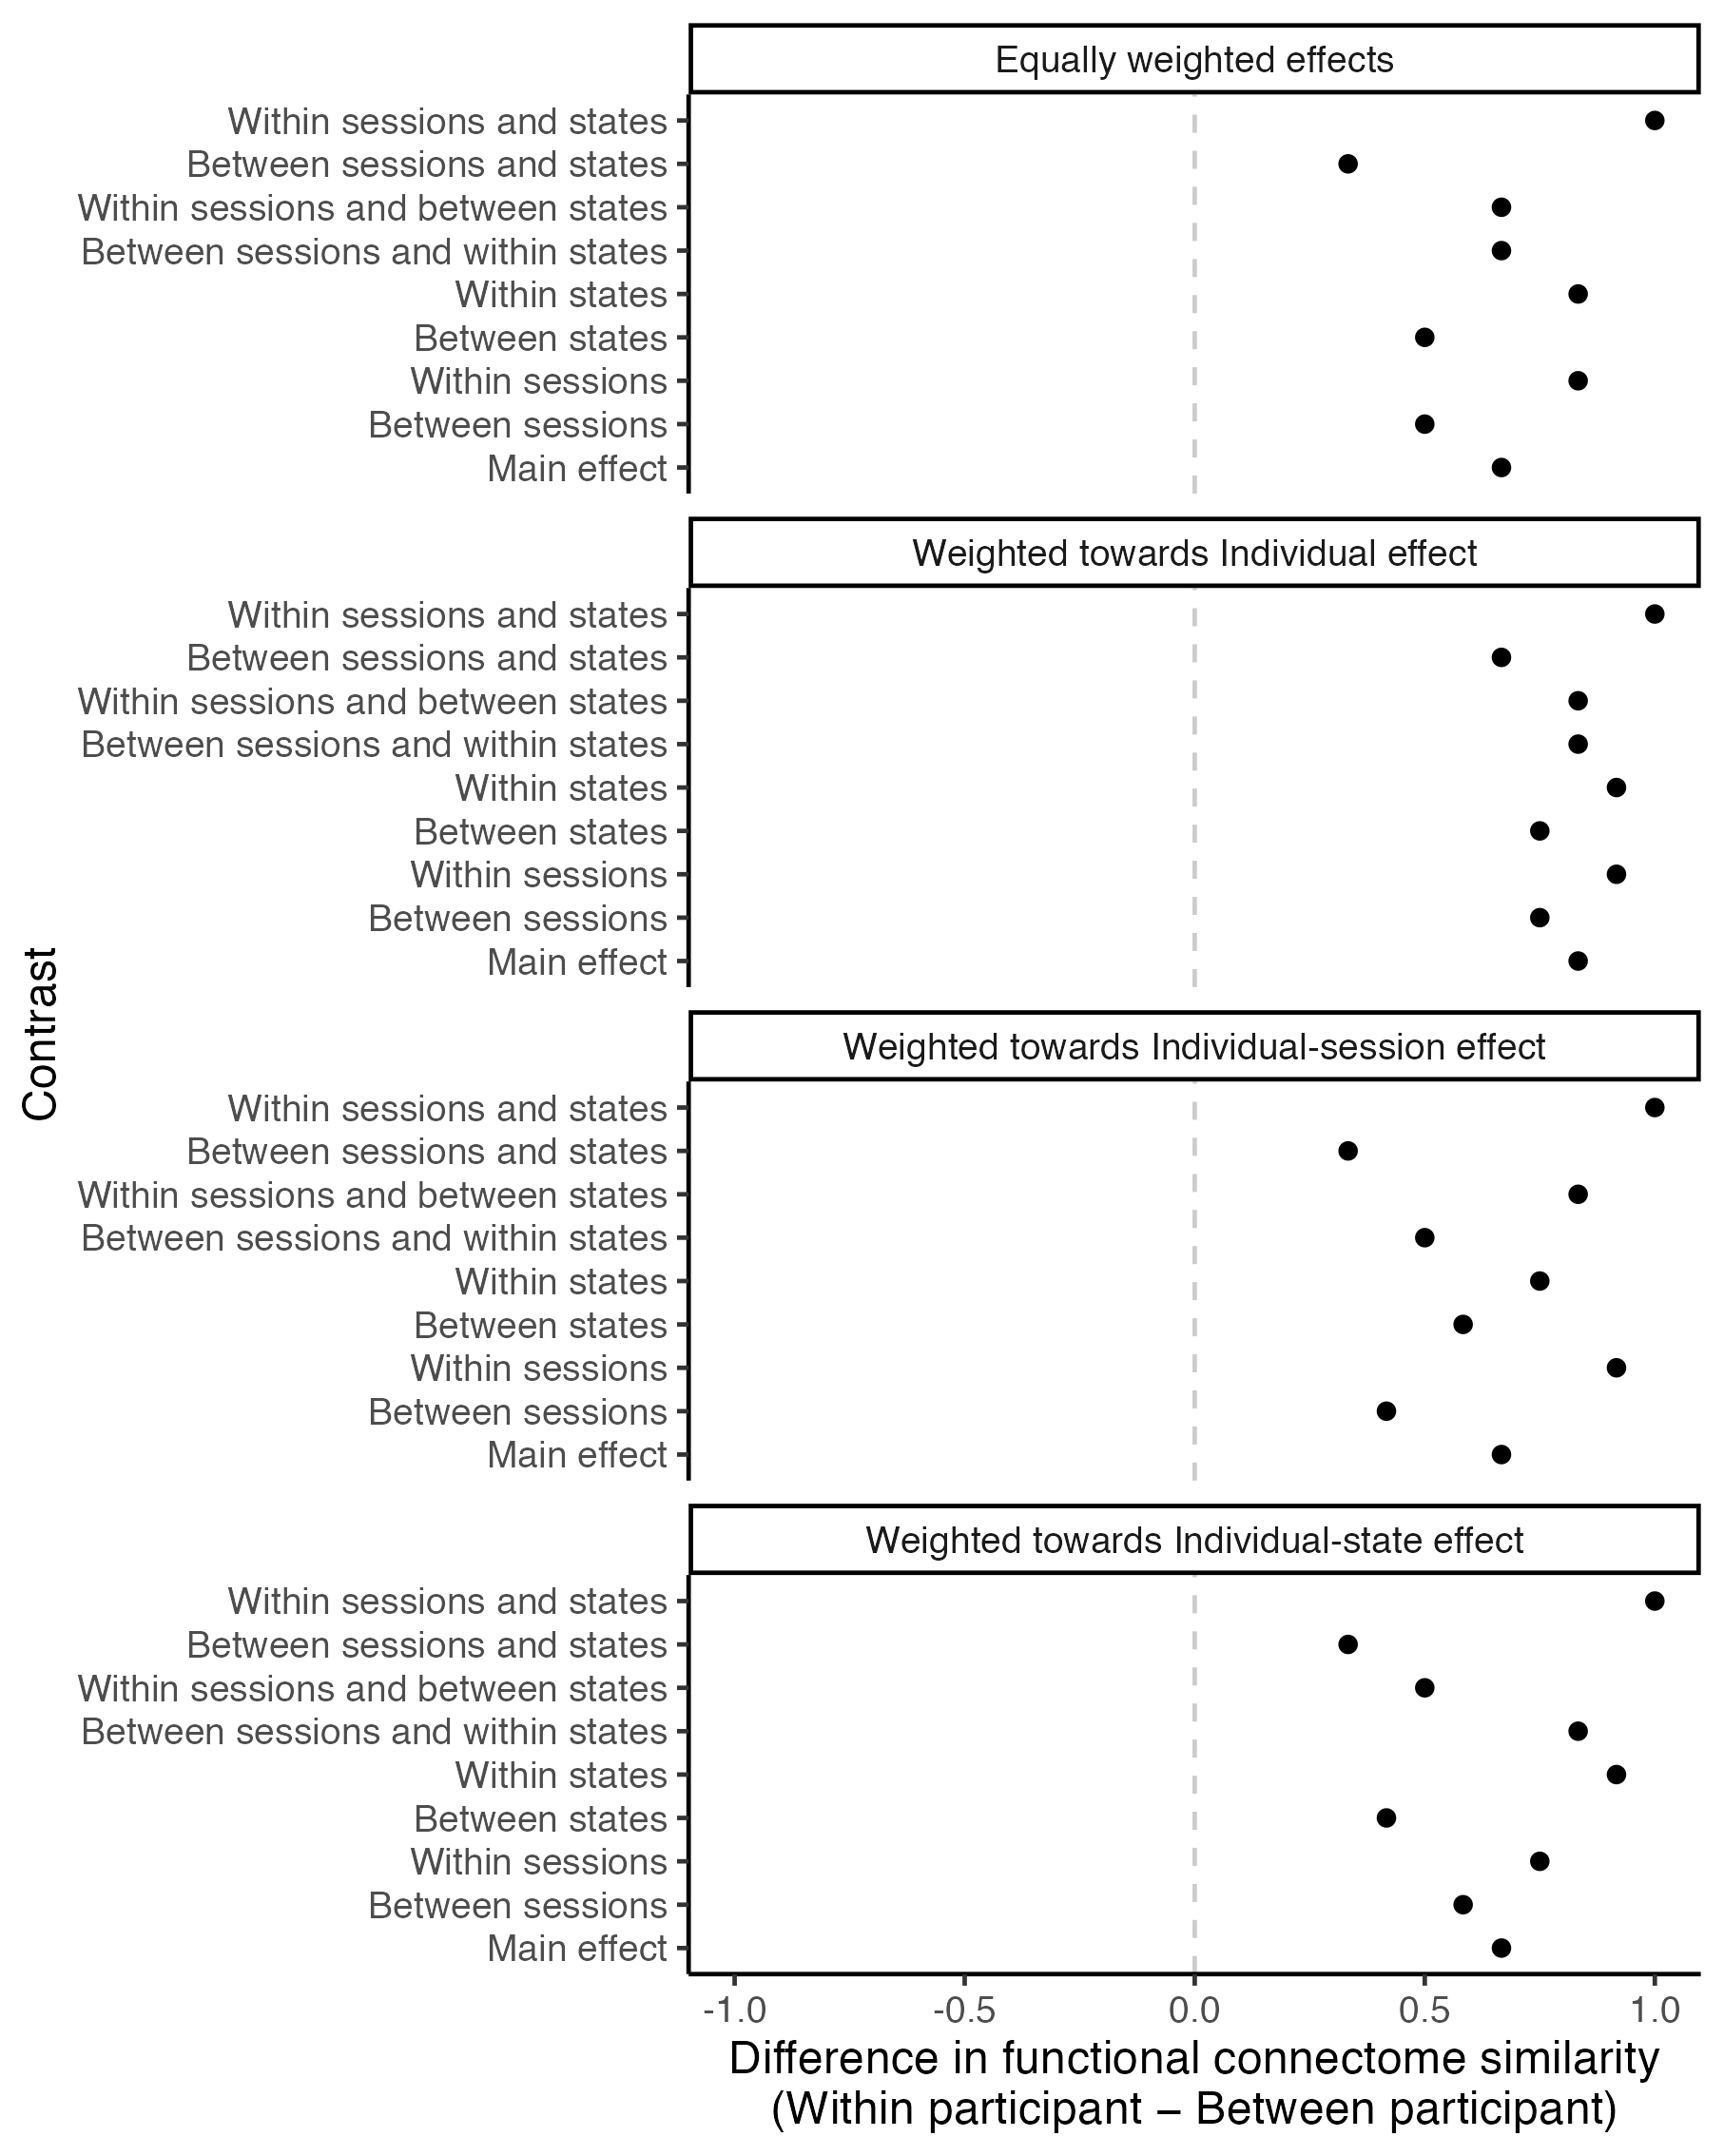 Equally weighted effects
Within sessions and states
Between sessions and states
Within sessions and between states
Between sessions and within states
Within states
Between states
Within sessions
Between sessions
Main effect
Weighted towards Individual effect
Within sessions and states
Between sessions and states
Within sessions and between states
Between sessions and within states
Within states
Between states
Within sessions
Between sessions
Main effect
Contrast
Weighted towards Individual-session effect
Within sessions and states
Between sessions and states
Within sessions and between states
Between sessions and within states
Within states
Between states
Within sessions
Between sessions
Main effect
Weighted towards Individual-state effect
Within sessions and states
Between sessions and states
Within sessions and between states
Between sessions and within states
Within states
Between states
Within sessions
Between sessions
Main effect
-1.0 -0.5 0.0 0.5 1.0
Difference in functional connectome similarity
(Within participant – Between participant)